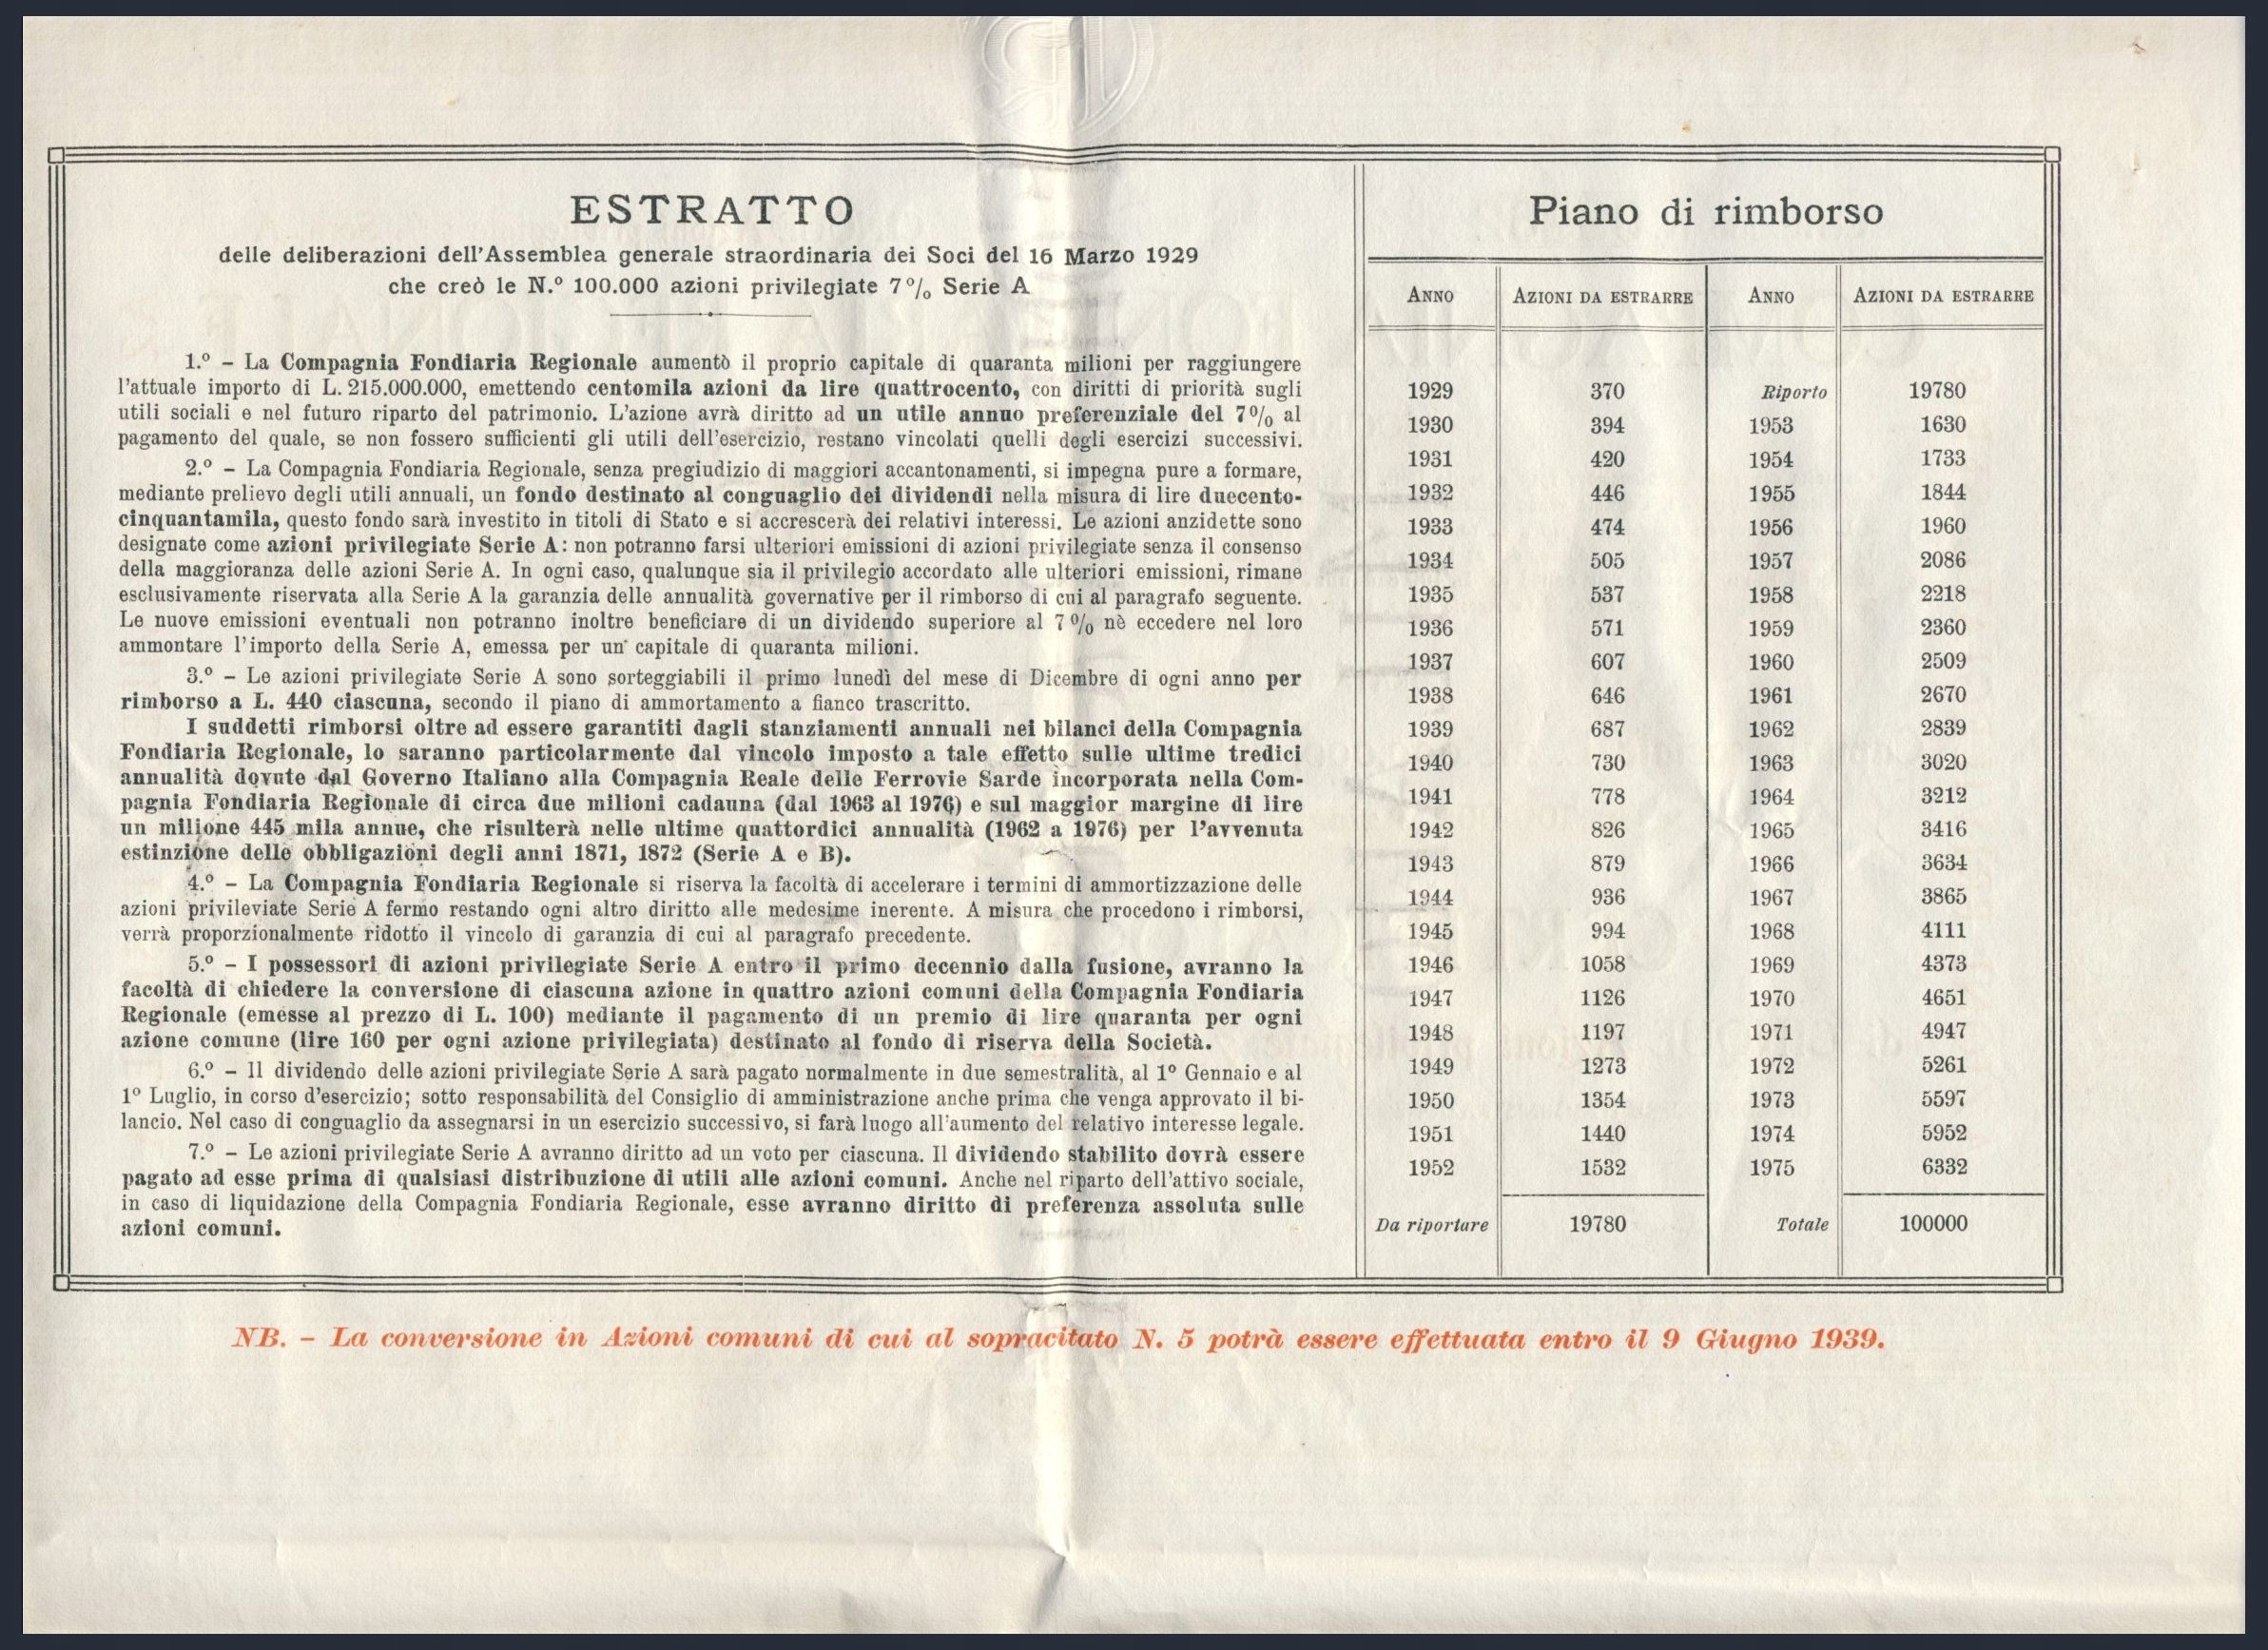 ESTRATTO
delle deliberazioni dell'Assemblea generale straordinaria dei Soci del 16 Marzo 1929
che creò le N.º 100.000 azioni privilegiate 7 % Serie A
1.º – La Compagnia Fondiaria Regionale aumentò il proprio capitale di quaranta milioni per raggiungere
l'attuale importo di L. 215.000.000, emettendo centomila azioni da lire quattrocento, con diritti di priorità sugli
utili sociali e nel futuro riparto del patrimonio. L'azione avrà diritto ad un utile annuo preferenziale del 7 % al
pagamento del quale, se non fossero sufficienti gli utili dell'esercizio, restano vincolati quelli degli esercizi successivi.
2.º – La Compagnia Fondiaria Regionale, senza pregiudizio di maggiori accantonamenti, si impegna pure a formare,
mediante prelievo degli utili annuali, un fondo destinato al conguaglio dei dividendi nella misura di lire duecento-
cinquantamila, questo fondo sarà investito in titoli di Stato e si accrescerà dei relativi interessi. Le azioni anzidette sono
designate come azioni privilegiate Serie A: non potranno farsi ulteriori emissioni di azioni privilegiate senza il consenso
della maggioranza delle azioni Serie A. In ogni caso, qualunque sia il privilegio accordato alle ulteriori emissioni, rimane
esclusivamente riservata alla Serie A la garanzia delle annualità governative per il rimborso di cui al paragrafo seguente.
Le nuove emissioni eventuali non potranno inoltre beneficiare di un dividendo superiore al 7 % nè eccedere nel loro
ammontare l'importo della Serie A, emessa per un capitale di quaranta milioni.
3.º – Le azioni privilegiate Serie A sono sorteggiabili il primo lunedì del mese di Dicembre di ogni anno per
rimborso a L. 440 ciascuna, secondo il piano di ammortamento a fianco trascritto.
I suddetti rimborsi oltre ad essere garantiti dagli stanziamenti annuali nei bilanci della Compagnia
Fondiaria Regionale, lo saranno particolarmente dal vincolo imposto a tale effetto sulle ultime tredici
annualità dovute dal Governo Italiano alla Compagnia Reale delle Ferrovie Sarde incorporata nella Com-
pagnia Fondiaria Regionale di circa due milioni cadauna (dal 1963 al 1976) e sul maggior margine di lire
un milione 445 mila annue, che risulterà nelle ultime quattordici annualità (1962 a 1976) per l'avvenuta
estinzione delle obbligazioni degli anni 1871, 1872 (Serie A e B).
4.º – La Compagnia Fondiaria Regionale si riserva la facoltà di accelerare i termini di ammortizzazione delle
azioni privileviate Serie A fermo restando ogni altro diritto alle medesime inerente. A misura che procedono i rimborsi,
verrà proporzionalmente ridotto il vincolo di garanzia di cui al paragrafo precedente.
5.º – I possessori di azioni privilegiate Serie A entro il primo decennio dalla fusione, avranno la
facoltà di chiedere la conversione di ciascuna azione in quattro azioni comuni della Compagnia Fondiaria
Regionale (emesse al prezzo di L. 100) mediante il pagamento di un premio di lire quaranta per ogni
azione comune (lire 160 per ogni azione privilegiata) destinato al fondo di riserva della Società.
6.º – Il dividendo delle azioni privilegiate Serie A sarà pagato normalmente in due semestralità, al 1º Gennaio e al
1º Luglio, in corso d'esercizio; sotto responsabilità del Consiglio di amministrazione anche prima che venga approvato il bi-
lancio. Nel caso di conguaglio da assegnarsi in un esercizio successivo, si farà luogo all'aumento del relativo interesse legale.
7.º – Le azioni privilegiate Serie A avranno diritto ad un voto per ciascuna. Il dividendo stabilito dovrà essere
pagato ad esse prima di qualsiasi distribuzione di utili alle azioni comuni. Anche nel riparto dell'attivo sociale,
in caso di liquidazione della Compagnia Fondiaria Regionale, esse avranno diritto di preferenza assoluta sulle
azioni comuni.
Piano di rimborso
ANNO AZIONI DA ESTRARRE ANNO AZIONI DA ESTRARRE
1929 370 Riporto 19780
1930 394 1953 1630
1931 420 1954 1733
1932 446 1955 1844
1933 474 1956 1960
1934 505 1957 2086
1935 537 1958 2218
1936 571 1959 2360
1937 607 1960 2509
1938 646 1961 2670
1939 687 1962 2839
1940 730 1963 3020
1941 778 1964 3212
1942 826 1965 3416
1943 879 1966 3634
1944 936 1967 3865
1945 994 1968 4111
1946 1058 1969 4373
1947 1126 1970 4651
1948 1197 1971 4947
1949 1273 1972 5261
1950 1354 1973 5597
1951 1440 1974 5952
1952 1532 1975 6332
Da riportare 19780 Totale 100000
NB. – La conversione in Azioni comuni di cui al sopracitato N. 5 potrà essere effettuata entro il 9 Giugno 1939.